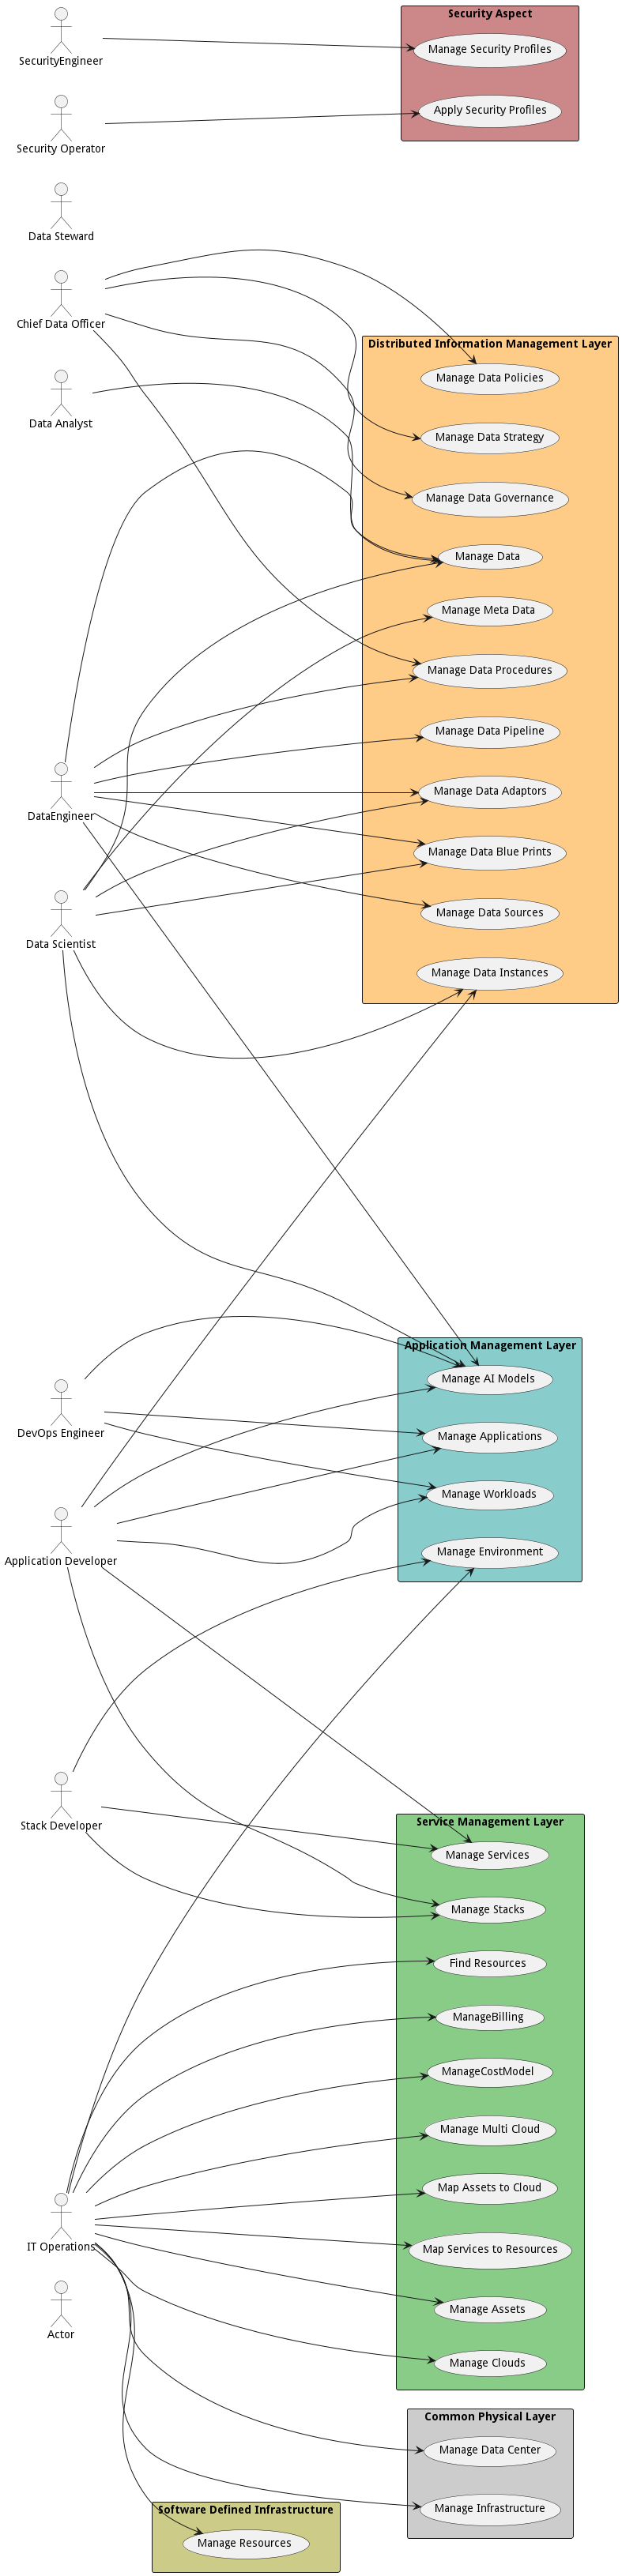 Security Aspect
Manage Security Profiles
SecurityEngineer
Apply Security Profiles
Security Operator
Data Steward
Chief Data Officer
Distributed Information Management Layer
Manage Data Policies
Data Analyst
Manage Data Strategy
Manage Data Governance
Manage Data
Manage Meta Data
Manage Data Procedures
Manage Data Pipeline
Manage Data Adaptors
DataEngineer
Manage Data Blue Prints
Manage Data Sources
Data Scientist
Manage Data Instances
Application Management Layer
Manage AI Models
DevOps Engineer
Manage Applications
Manage Workloads
Manage Environment
Application Developer
Stack Developer
Service Management Layer
Manage Services
Manage Stacks
Find Resources
ManageBilling
ManageCostModel
Manage Multi Cloud
Map Assets to Cloud
IT Operations
Map Services to Resources
Manage Assets
Actor
Manage Clouds
Common Physical Layer
Manage Data Center
Manage Infrastructure
Software Defined Infrastructure
Manage Resources